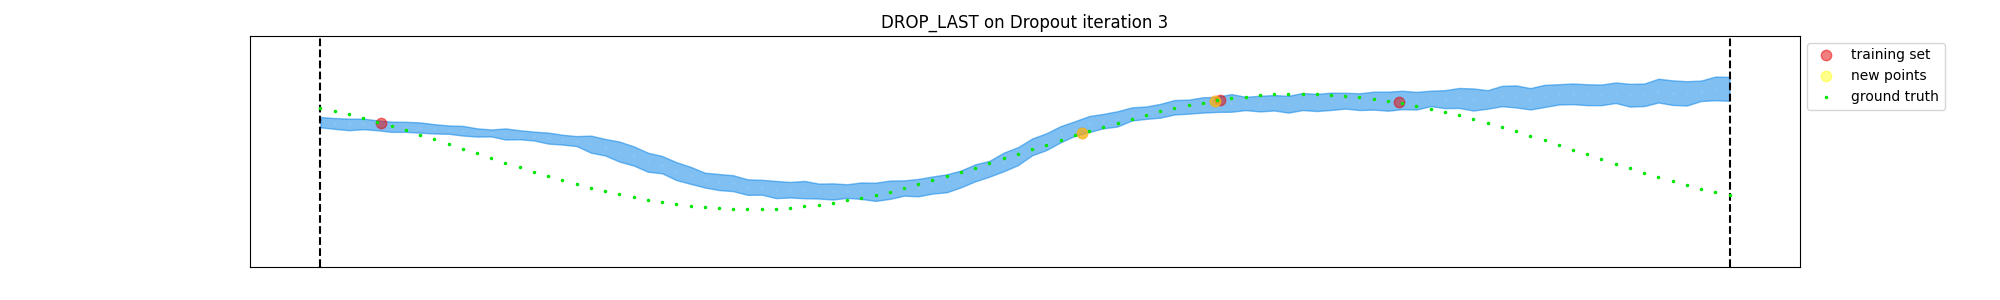 DROP_LAST on Dropout iteration 3
training set
new points
ground truth